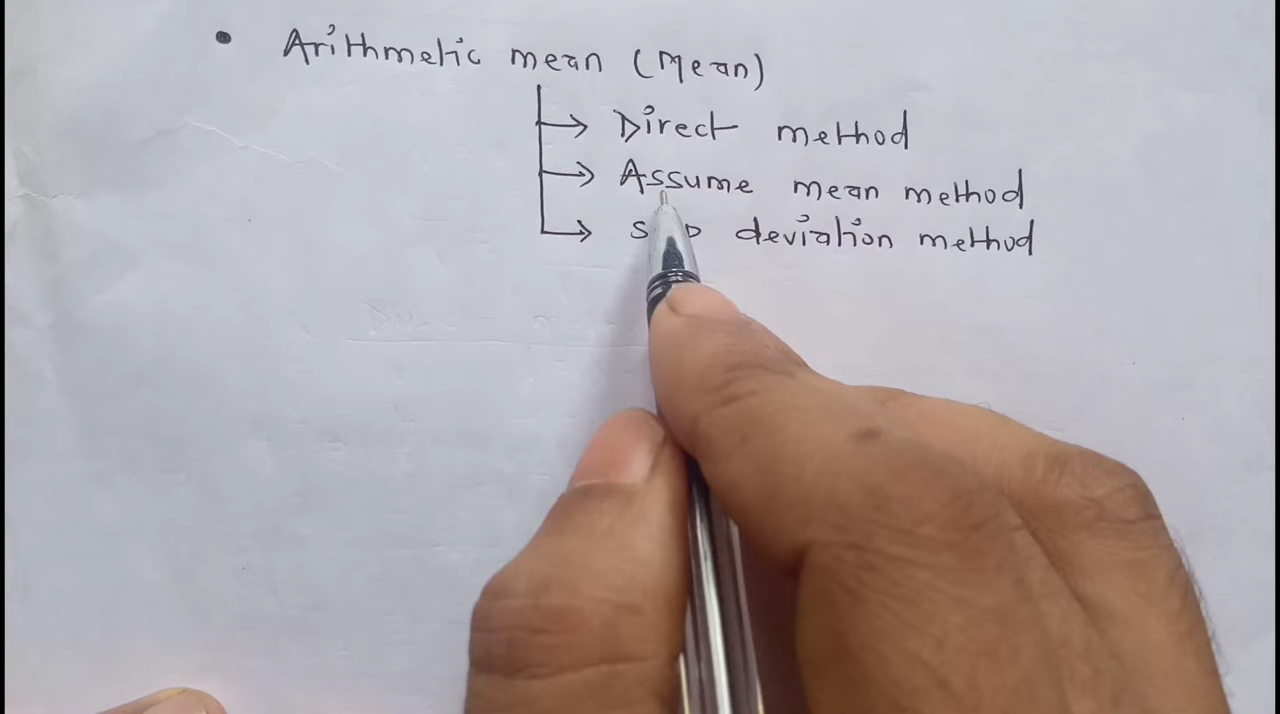 • Arithmetic mean (Mean)
→ Direct method
→ Assume mean method
→ deviation method